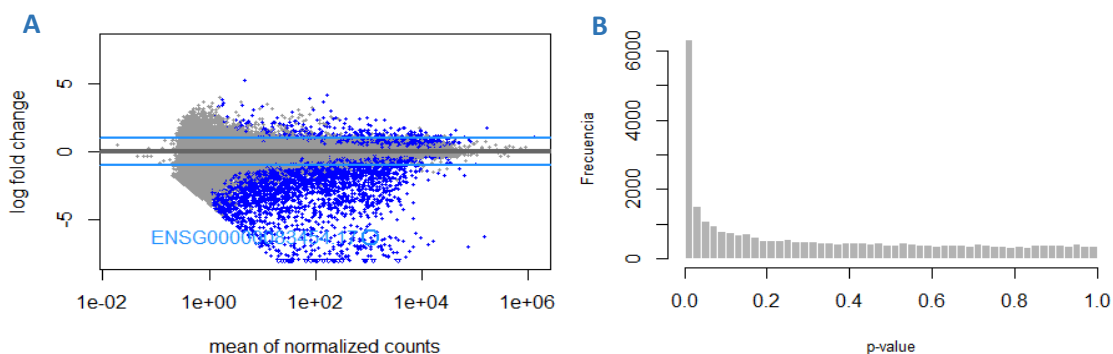 A
log fold change
5
0
-5
ENSG00000083454.17
1e-02 1e+00 1e+02 1e+04 1e+06
mean of normalized counts
B
Frecuencia
6000
4000
2000
0
0.0 0.2 0.4 0.6 0.8 1.0
p-value